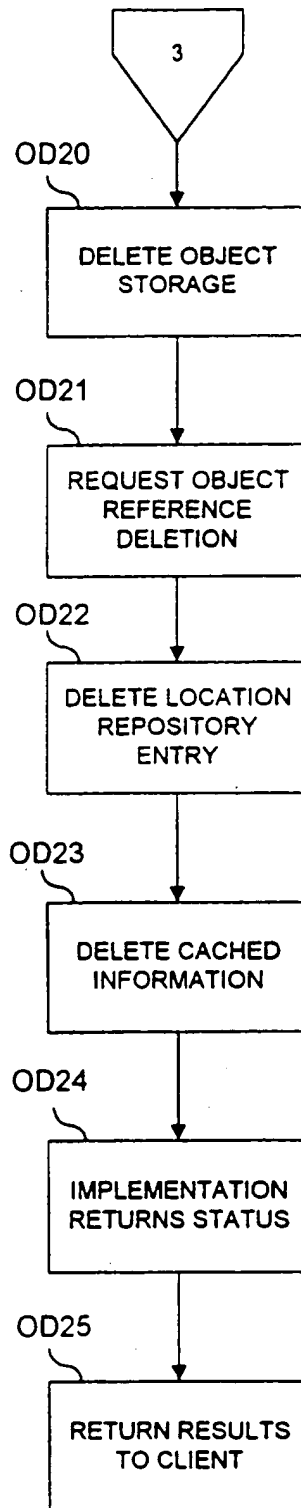 3
OD20
DELETE OBJECT
STORAGE
OD21
REQUEST OBJECT
REFERENCE
DELETION
OD22
DELETE LOCATION
REPOSITORY
ENTRY
OD23
DELETE CACHED
INFORMATION
OD24
IMPLEMENTATION
RETURNS STATUS
OD25
RETURN RESULTS
TO CLIENT